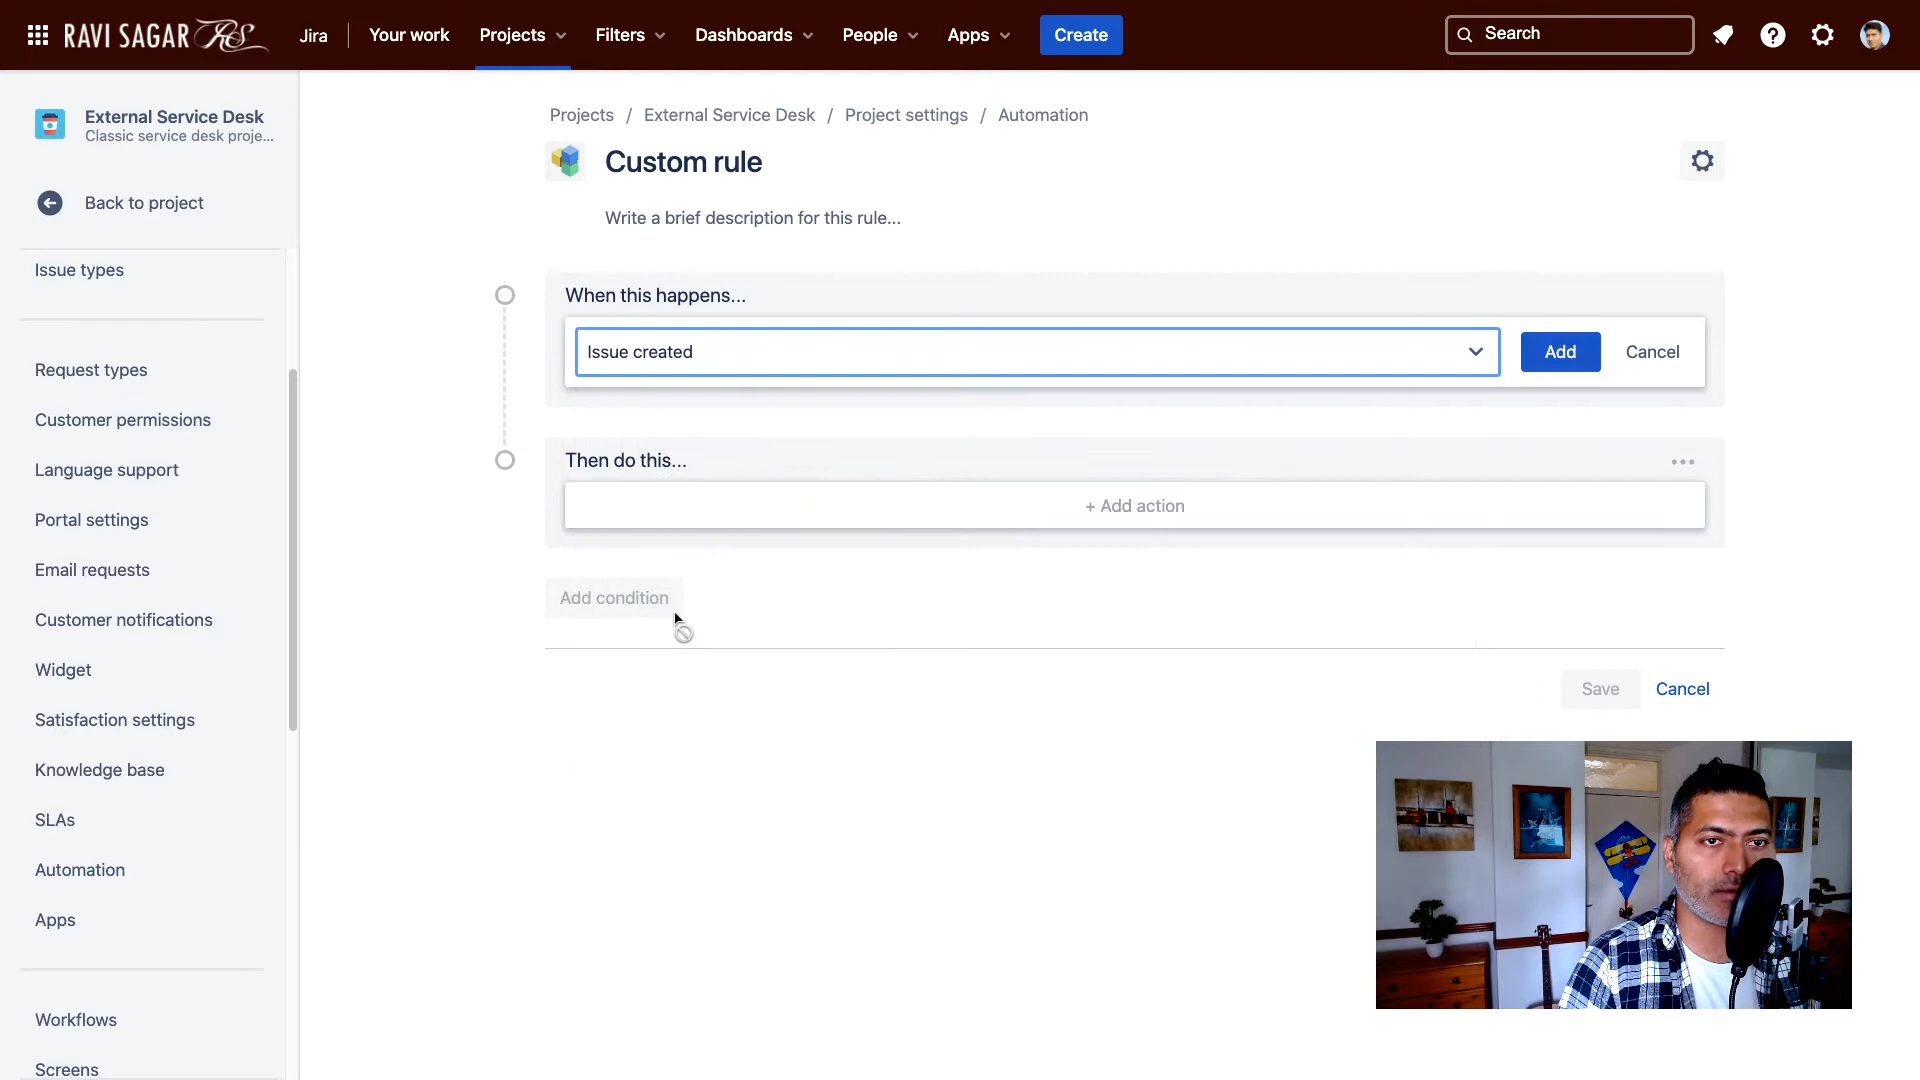 RAVI SAGAR RS Jira Your work Projects Filters Dashboards People Apps Create Search
External Service Desk
Classic service desk proje...
Back to project
Issue types
Request types
Customer permissions
Language support
Portal settings
Email requests
Customer notifications
Widget
Satisfaction settings
Knowledge base
SLAs
Automation
Apps
Workflows
Screens
Projects / External Service Desk / Project settings / Automation
Custom rule
Write a brief description for this rule...
When this happens...
Issue created Add Cancel
Then do this...
+ Add action
Add condition
Save Cancel